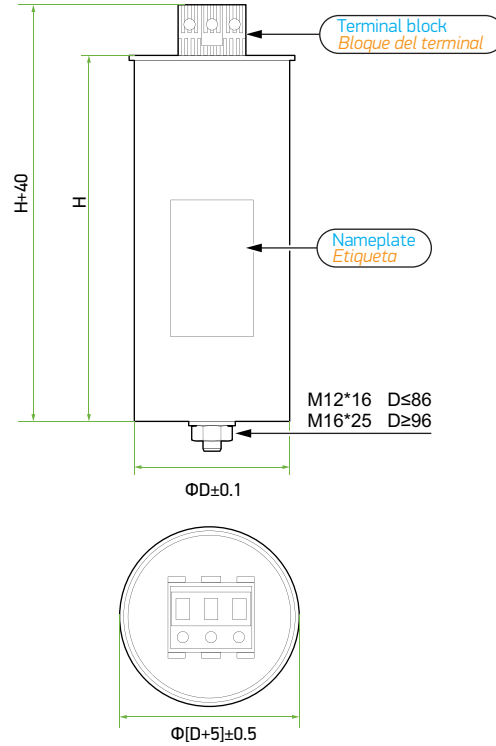 Terminal block
Bloque del terminal
H+40
H
Nameplate
Etiqueta
M12*16 D≤86
M16*25 D≥96
ΦD±0.1
Φ[D+5]±0.5